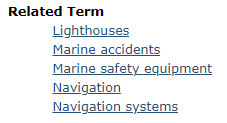 Related Term
Lighthouses
Marine accidents
Marine safety equipment
Navigation
Navigation systems